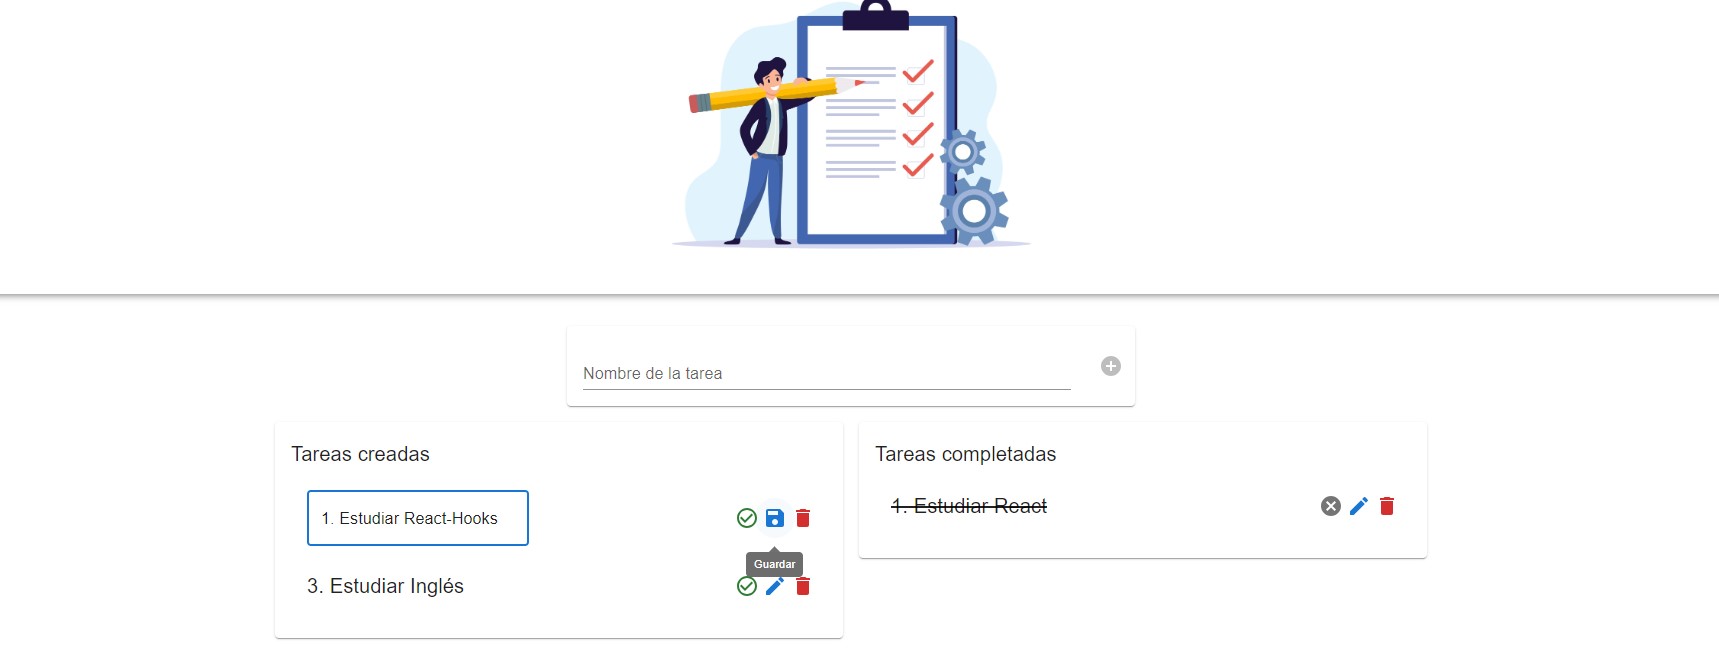 Nombre de la tarea
Tareas creadas
1. Estudiar React-Hooks
Guardar
3. Estudiar Inglés
Tareas completadas
1. Estudiar React